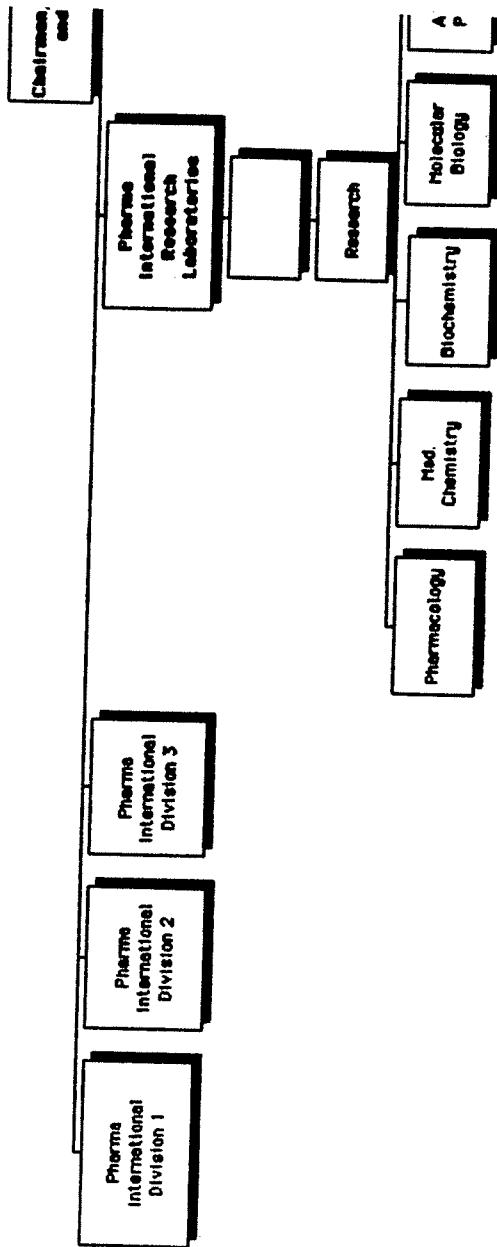 Chairman,
and
Pharma
International
Division 1
Pharma
International
Division 2
Pharma
International
Division 3
Pharma
International
Research
Laboratories
Research
Pharmacology
Med.
Chemistry
Biochemistry
Molecular
Biology
A
P